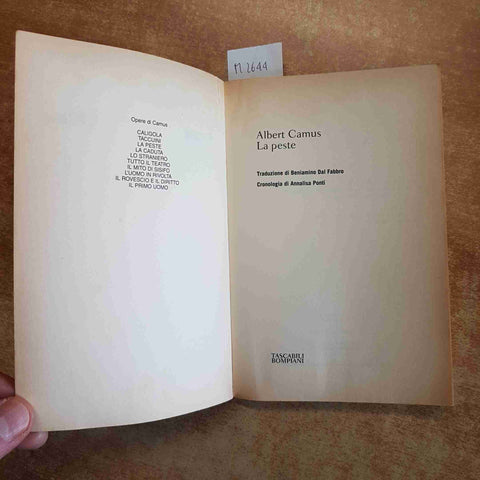 M 2644
Opere di Camus
CALIGOLA
TACCUINI
LA PESTE
LA CADUTA
LO STRANIERO
TUTTO IL TEATRO
IL MITO DI SISIFO
L'UOMO IN RIVOLTA
IL ROVESCIO E IL DIRITTO
IL PRIMO UOMO
Albert Camus
La peste
Traduzione di Beniamino Dal Fabbro
Cronologia di Annalisa Ponti
TASCABILI
BOMPIANI